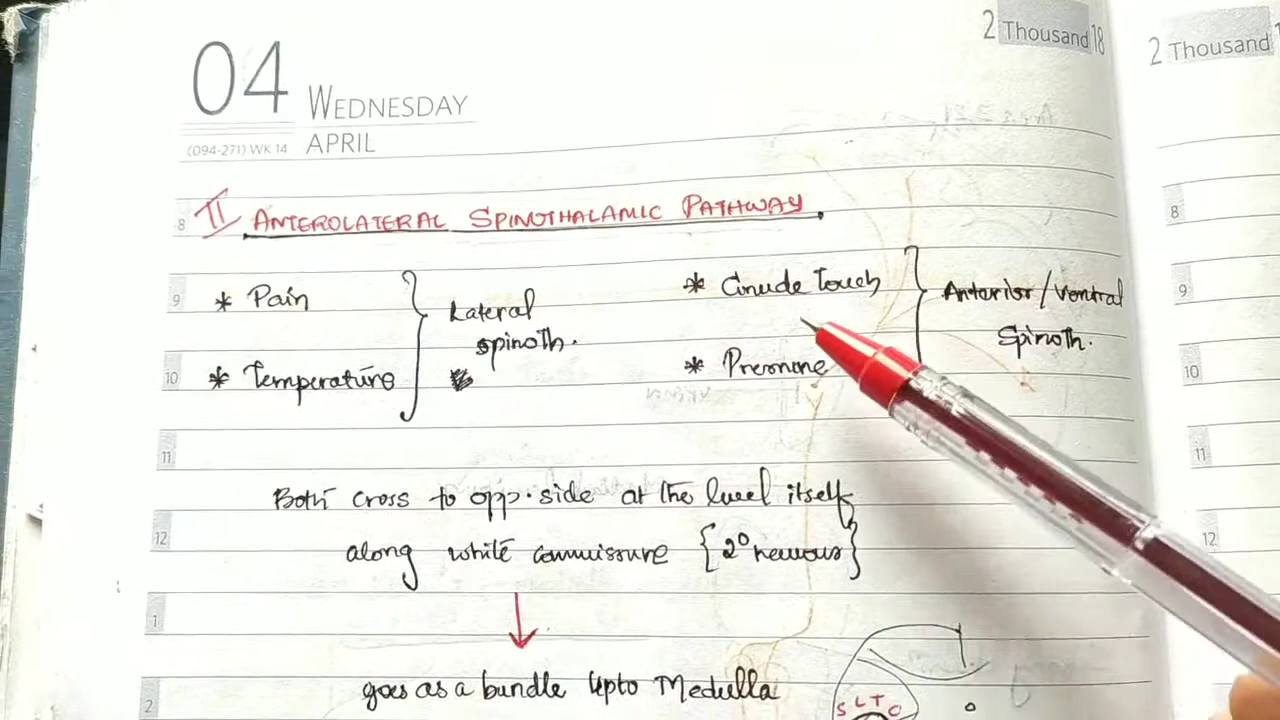 2 Thousand 18
2 Thousand
04 WEDNESDAY
(094-271) WK 14 APRIL
8 II ANTEROLATERAL SPINOTHALAMIC PATHWAY.
9 * Pain } Lateral spinoth.
10 * Temperature
* Crude touch } Anterior/Ventral Spinoth.
* Pressure
11
Both cross to opp. side at the level itself
12 along white commissure {2° neurons}
1
2 goes as a bundle upto Medulla
S L T C
8
9
10
11
12